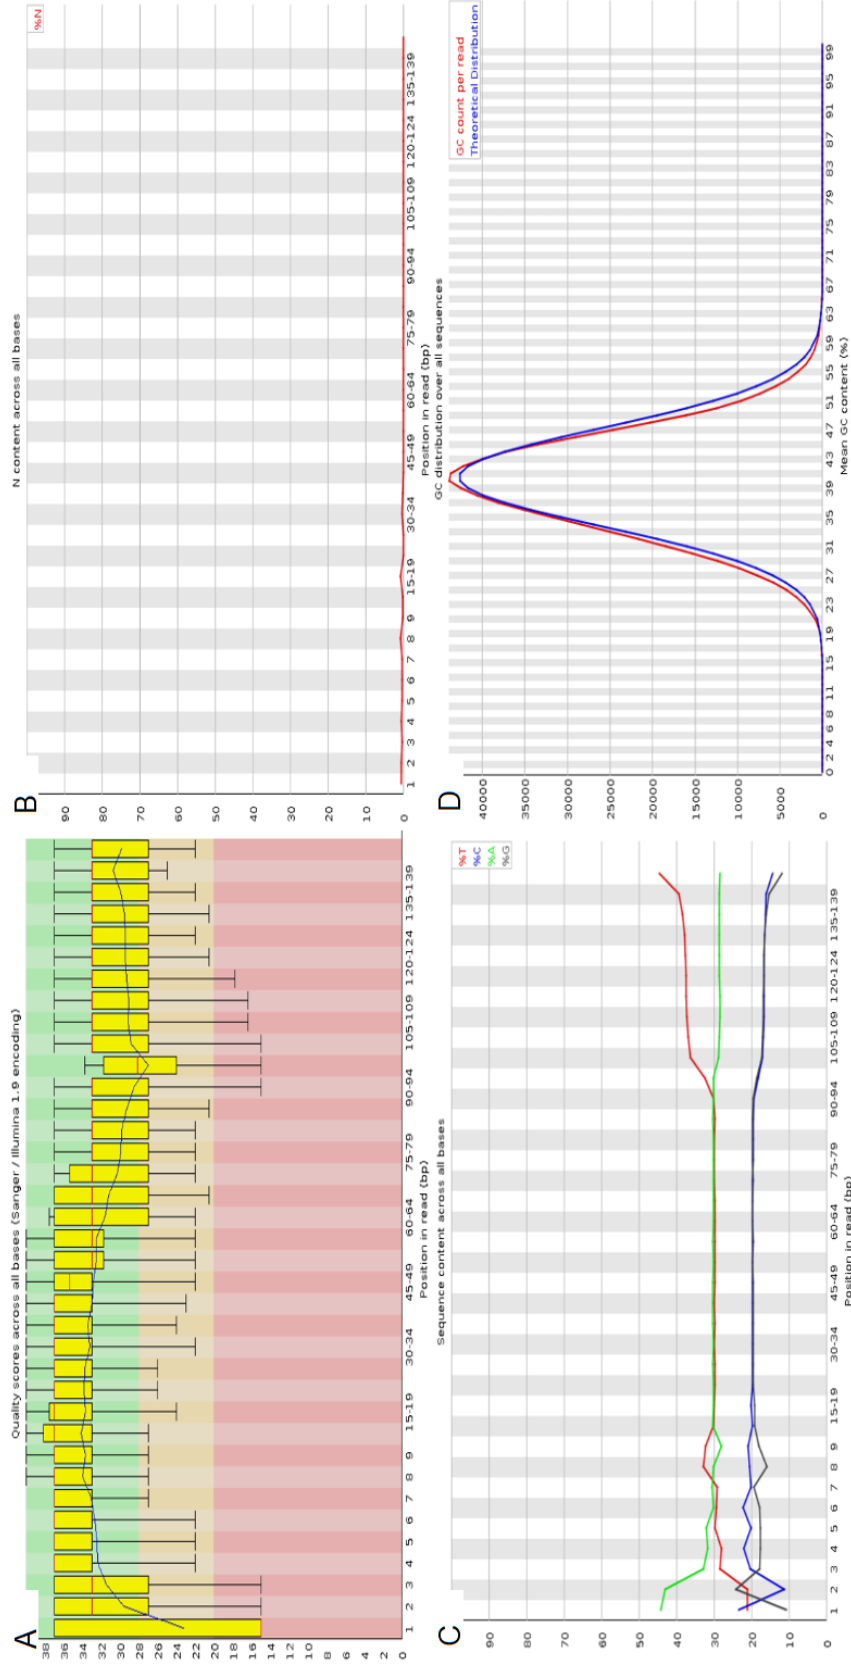 A
Quality scores across all bases (Sanger / Illumina 1.9 encoding)
38
36
34
32
30
28
26
24
22
20
18
16
14
12
10
8
6
4
2
0
1 2 3 4 5 6 7 8 9 15-19 30-34 45-49 60-64 75-79 90-94 105-109 120-124 135-139
Position in read (bp)
B
N content across all bases
%N
90
80
70
60
50
40
30
20
10
0
1 2 3 4 5 6 7 8 9 15-19 30-34 45-49 60-64 75-79 90-94 105-109 120-124 135-139
Position in read (bp)
C
Sequence content across all bases
%T
%C
%A
%G
90
80
70
60
50
40
30
20
10
0
1 2 3 4 5 6 7 8 9 15-19 30-34 45-49 60-64 75-79 90-94 105-109 120-124 135-139
Position in read (bp)
D
GC distribution over all sequences
GC count per read
Theoretical Distribution
40000
35000
30000
25000
20000
15000
10000
5000
0
0 2 4 6 8 11 15 19 23 27 31 35 39 43 47 51 55 59 63 67 71 75 79 83 87 91 95 99
Mean GC content (%)